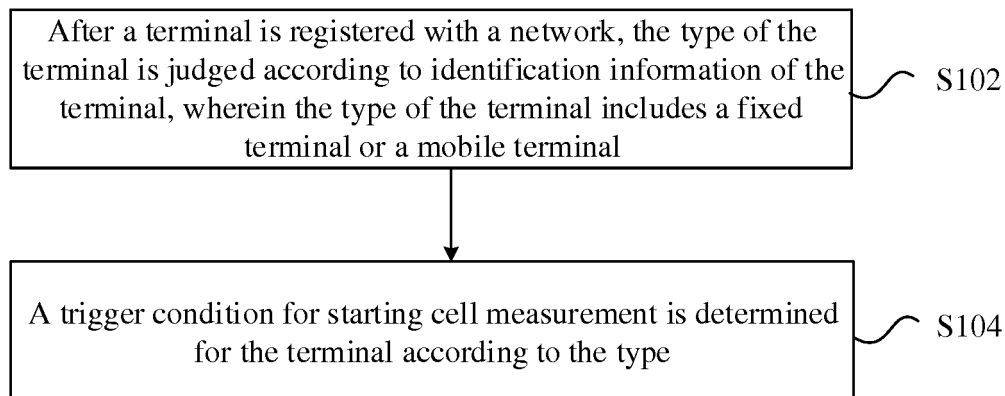 After a terminal is registered with a network, the type of the
terminal is judged according to identification information of the
terminal, wherein the type of the terminal includes a fixed
terminal or a mobile terminal
S102
A trigger condition for starting cell measurement is determined
for the terminal according to the type
S104